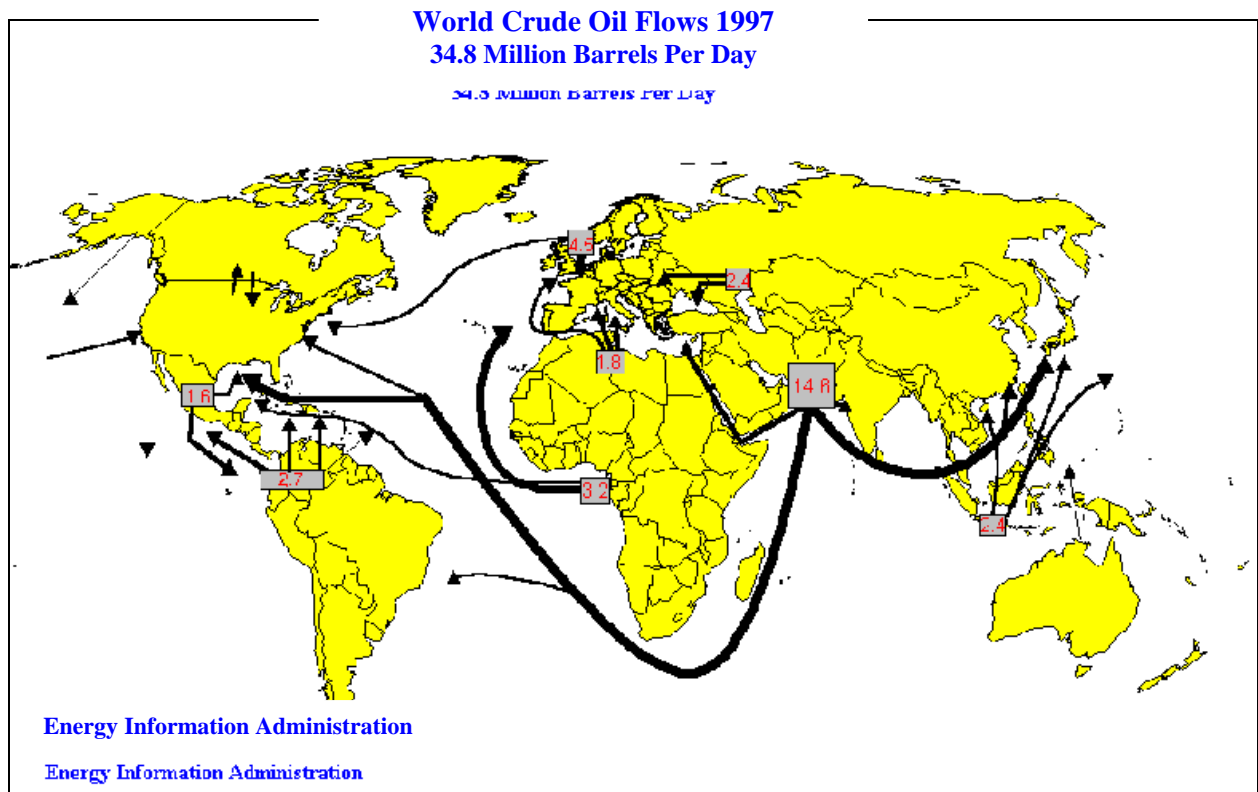 World Crude Oil Flows 1997
34.8 Million Barrels Per Day
34.8 Million Barrels Per Day
4.5
2.4
1.8
14.6
1.6
2.7
3.2
2.4
Energy Information Administration
Energy Information Administration